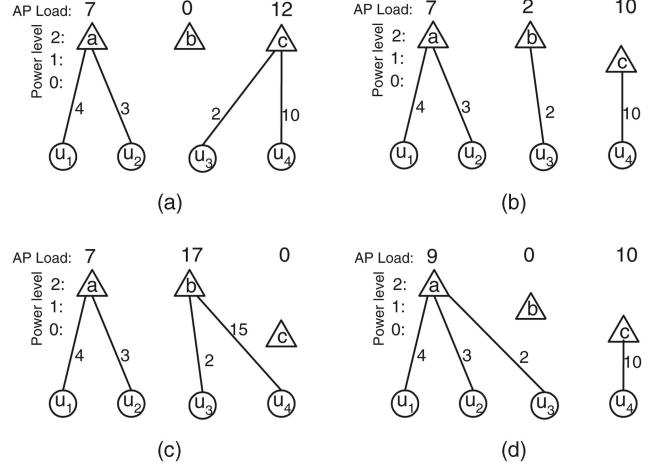 AP Load: 7 0 12
Power level
2: a b c
1:
0:
4 3 2 10
u1 u2 u3 u4
(a)
AP Load: 7 2 10
Power level
2: a b
1: c
0:
4 3 2 10
u1 u2 u3 u4
(b)
AP Load: 7 17 0
Power level
2: a b
1:
0: c
4 3 2 15
u1 u2 u3 u4
(c)
AP Load: 9 0 10
Power level
2: a
1: b
0: c
4 3 2 10
u1 u2 u3 u4
(d)